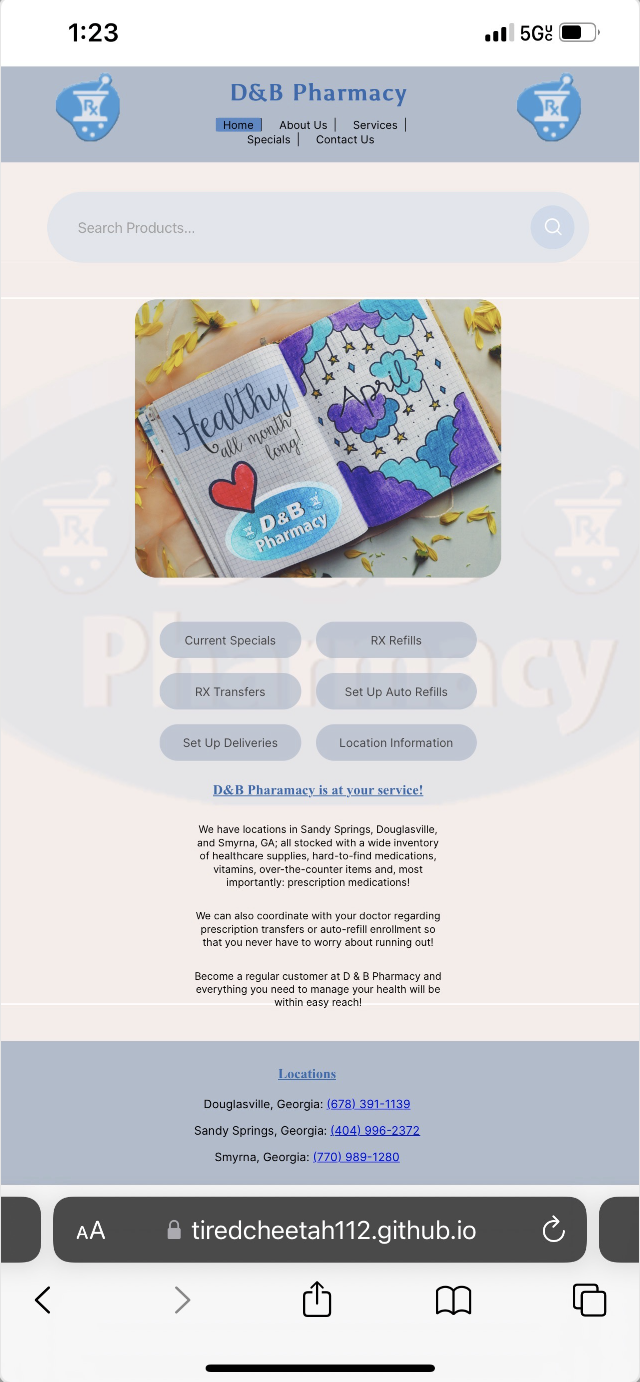 1:23
5GUC
D&B Pharmacy
Home | About Us | Services |
Specials | Contact Us
Search Products...
Healthy
all month
long!
D&B
Pharmacy
April
Rx
Rx
D&B
Pharmacy
Current Specials
RX Refills
RX Transfers
Set Up Auto Refills
Set Up Deliveries
Location Information
D&B Pharamacy is at your service!
We have locations in Sandy Springs, Douglasville,
and Smyrna, GA; all stocked with a wide inventory
of healthcare supplies, hard-to-find medications,
vitamins, over-the-counter items and, most
importantly: prescription medications!
We can also coordinate with your doctor regarding
prescription transfers or auto-refill enrollment so
that you never have to worry about running out!
Become a regular customer at D & B Pharmacy and
everything you need to manage your health will be
within easy reach!
Locations
Douglasville, Georgia: (678) 391-1139
Sandy Springs, Georgia: (404) 996-2372
Smyrna, Georgia: (770) 989-1280
AA
tiredcheetah112.github.io